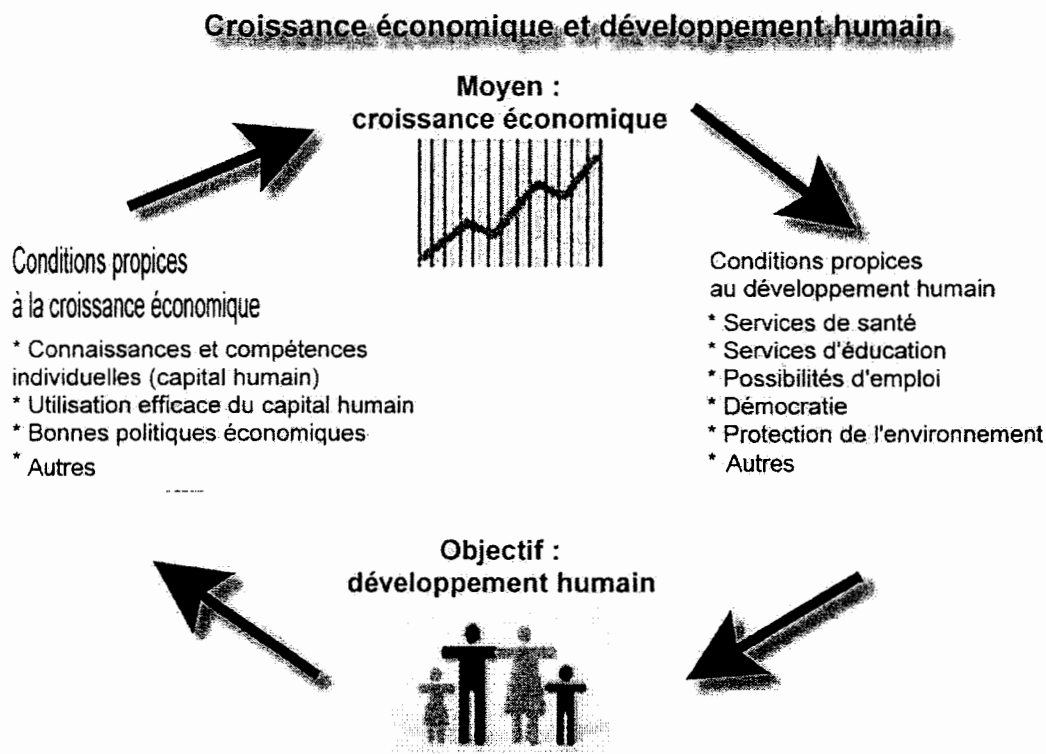 Croissance économique et développement humain
Moyen :
croissance économique
Conditions propices
à la croissance économique
* Connaissances et compétences
individuelles (capital humain)
* Utilisation efficace du capital humain
* Bonnes politiques économiques
* Autres
Conditions propices
au développement humain
* Services de santé
* Services d'éducation
* Possibilités d'emploi
* Démocratie
* Protection de l'environnement
* Autres
Objectif :
développement humain